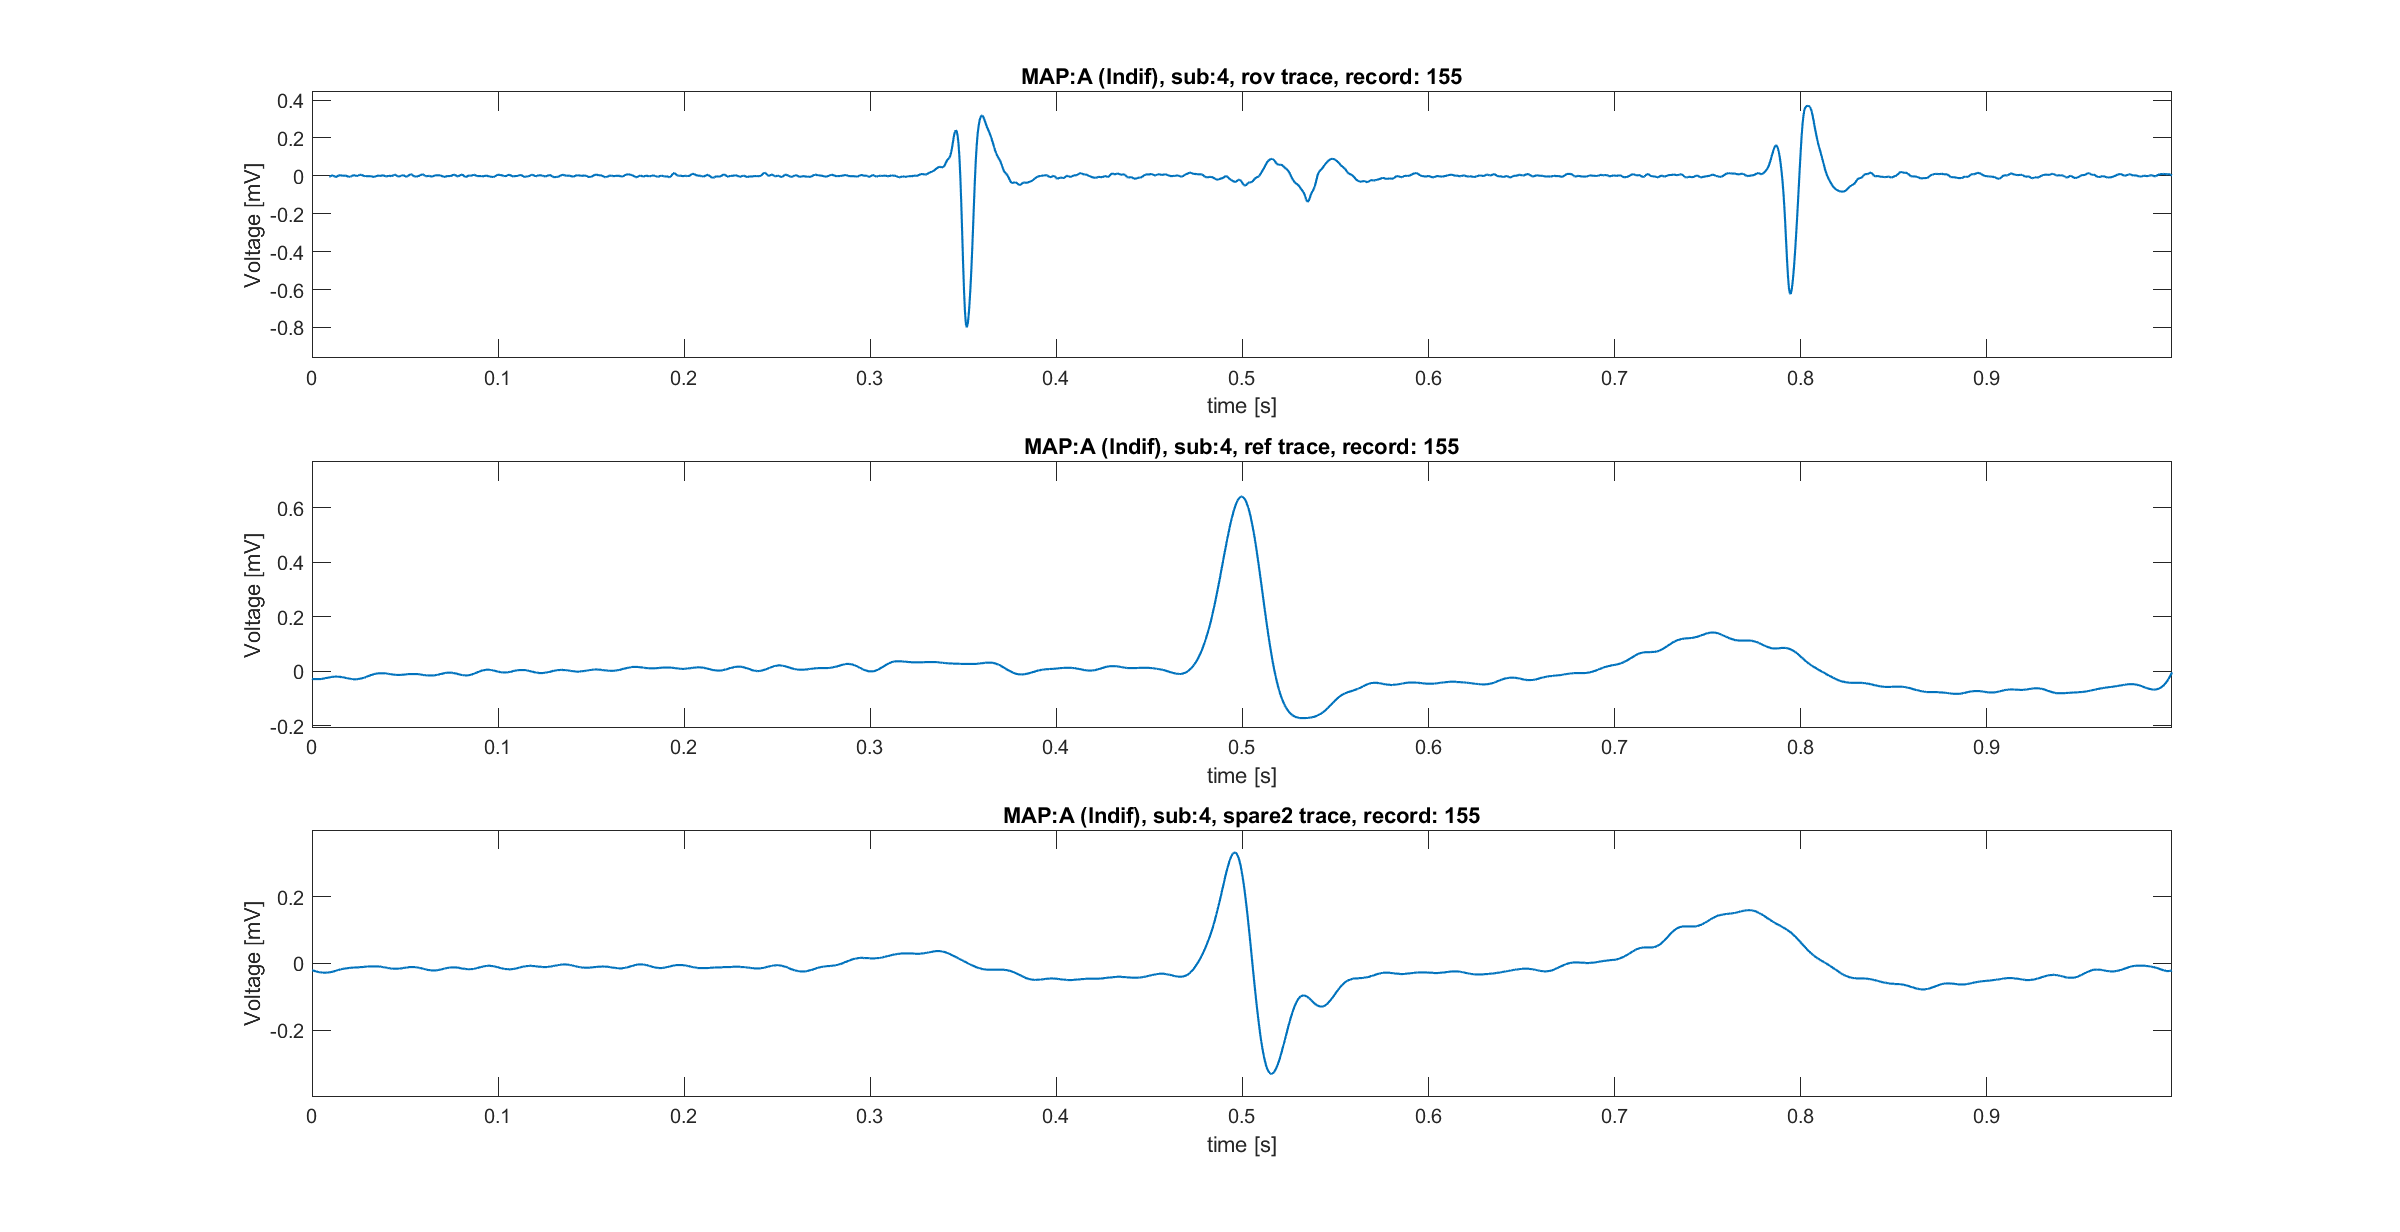 MAP:A (Indif), sub:4, rov trace, record: 155
0.4
0.2
0
-0.2
-0.4
-0.6
-0.8
Voltage [mV]
0 0.1 0.2 0.3 0.4 0.5 0.6 0.7 0.8 0.9
time [s]
MAP:A (Indif), sub:4, ref trace, record: 155
0.6
0.4
0.2
0
-0.2
Voltage [mV]
0 0.1 0.2 0.3 0.4 0.5 0.6 0.7 0.8 0.9
time [s]
MAP:A (Indif), sub:4, spare2 trace, record: 155
0.2
0
-0.2
Voltage [mV]
0 0.1 0.2 0.3 0.4 0.5 0.6 0.7 0.8 0.9
time [s]